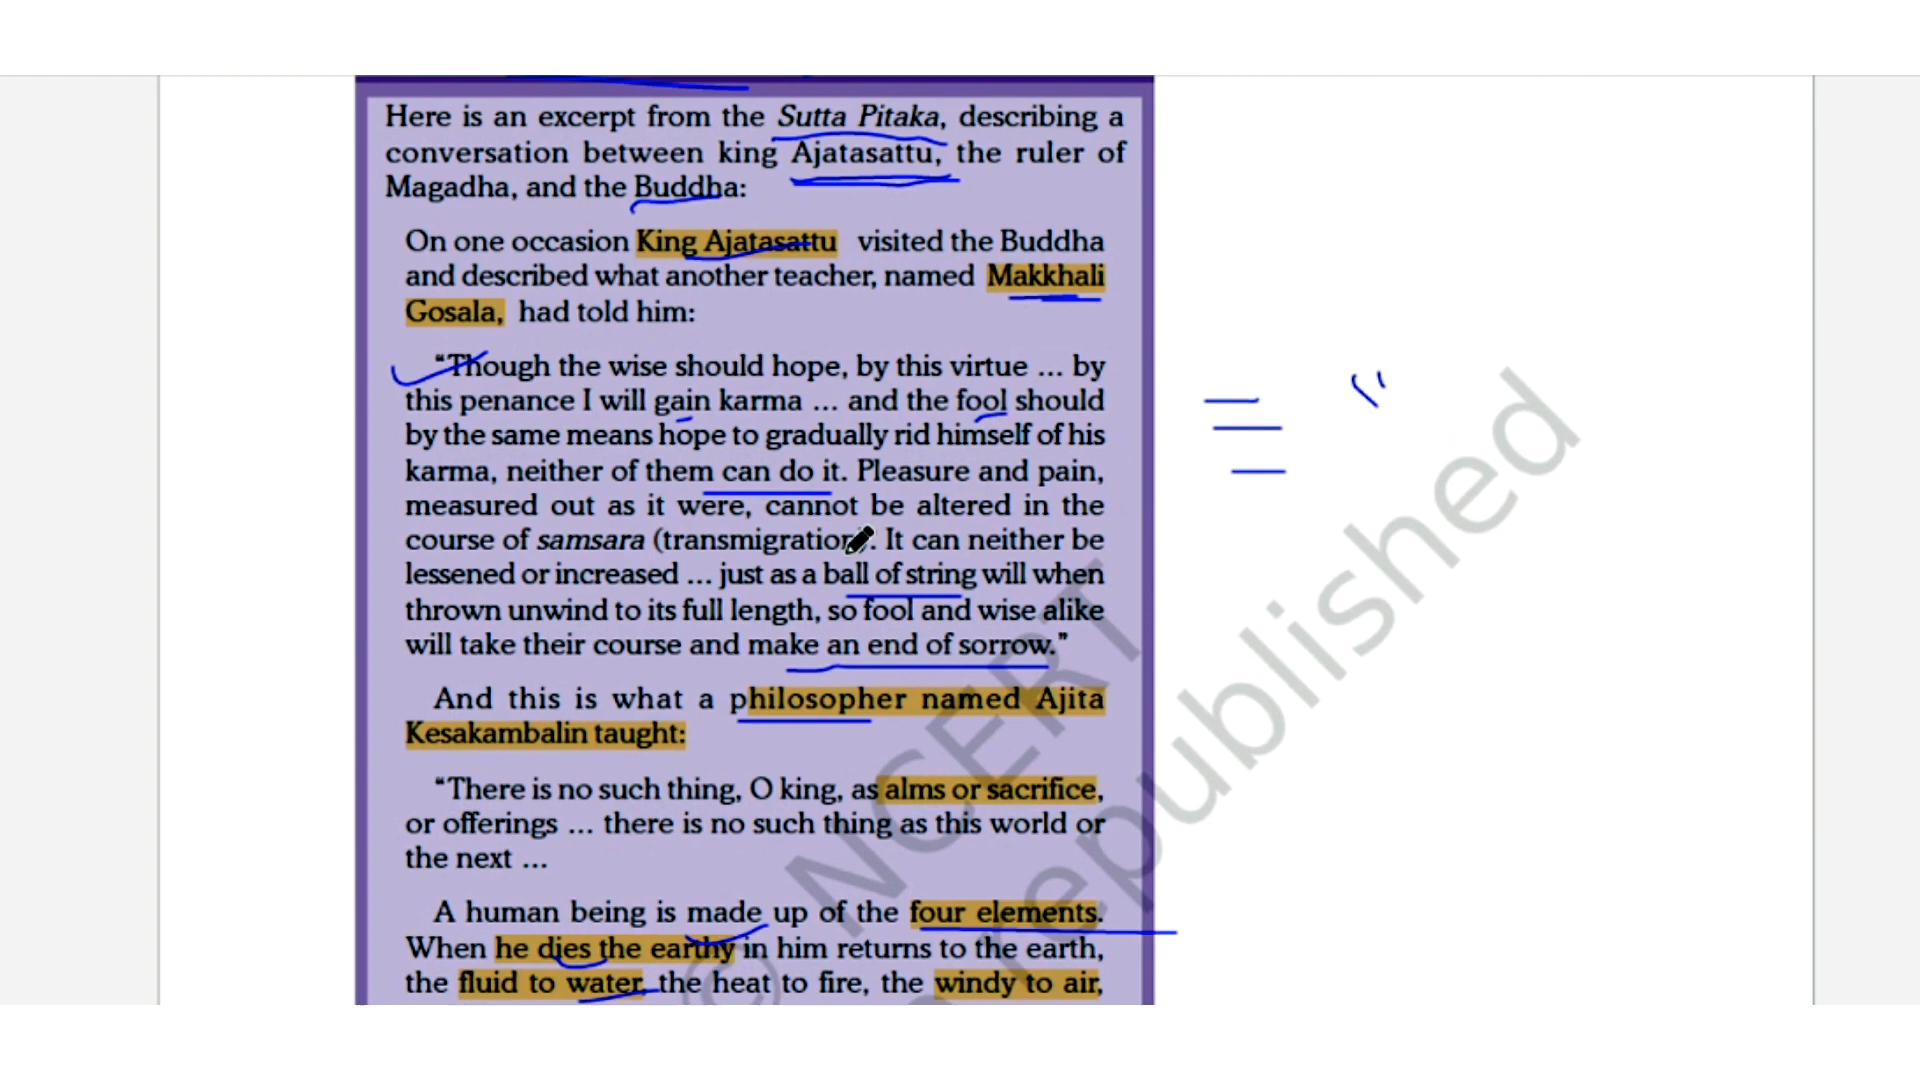 Here is an excerpt from the Sutta Pitaka, describing a
conversation between king Ajatasattu, the ruler of
Magadha, and the Buddha:
On one occasion King Ajatasattu visited the Buddha
and described what another teacher, named Makkhali
Gosala, had told him:
“Though the wise should hope, by this virtue ... by
this penance I will gain karma ... and the fool should
by the same means hope to gradually rid himself of his
karma, neither of them can do it. Pleasure and pain,
measured out as it were, cannot be altered in the
course of samsara (transmigration). It can neither be
lessened or increased ... just as a ball of string will when
thrown unwind to its full length, so fool and wise alike
will take their course and make an end of sorrow.”
And this is what a philosopher named Ajita
Kesakambalin taught:
“There is no such thing, O king, as alms or sacrifice,
or offerings ... there is no such thing as this world or
the next ...
A human being is made up of the four elements.
When he dies the earthy in him returns to the earth,
the fluid to water, the heat to fire, the windy to air,
© NCERT
republished